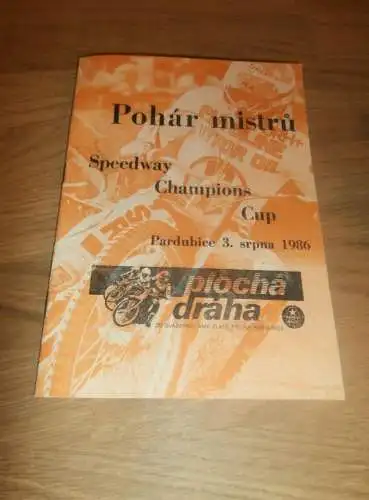 Pohár mistrů
Speedway
Champions
Cup
Pardubice 3. srpna 1986
plochá
dráha